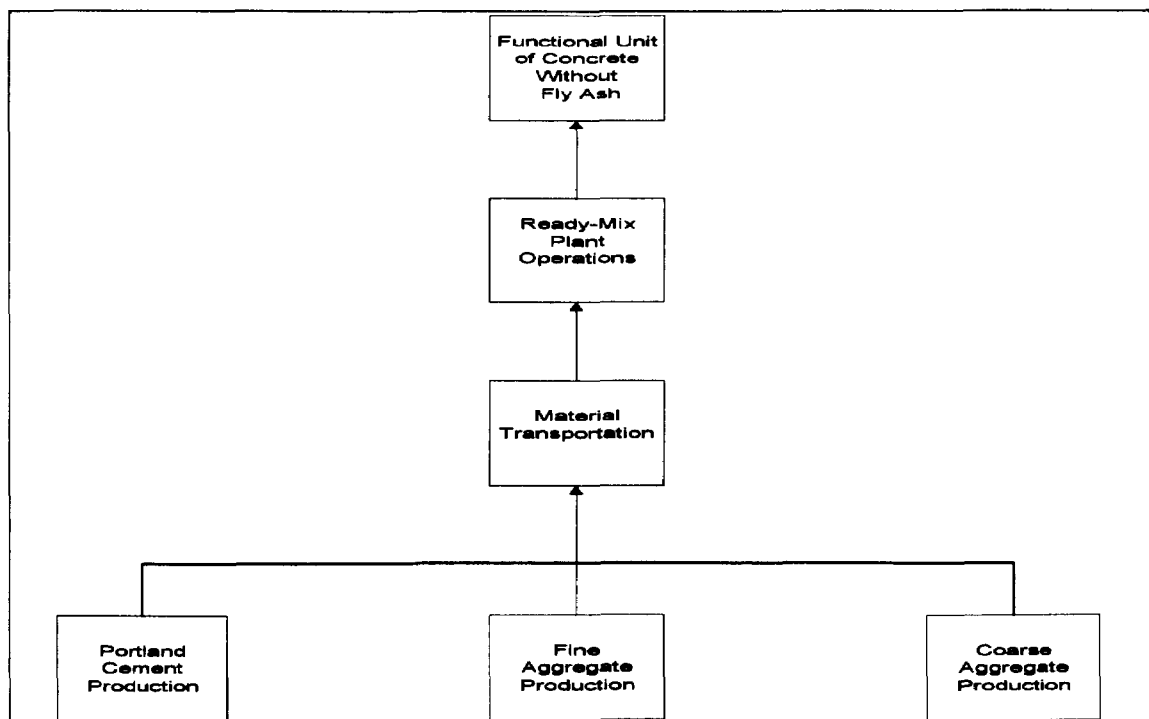 Functional Unit
of Concrete
Without
Fly Ash
Ready-Mix
Plant
Operations
Material
Transportation
Portland
Cement
Production
Fine
Aggregate
Production
Coarse
Aggregate
Production